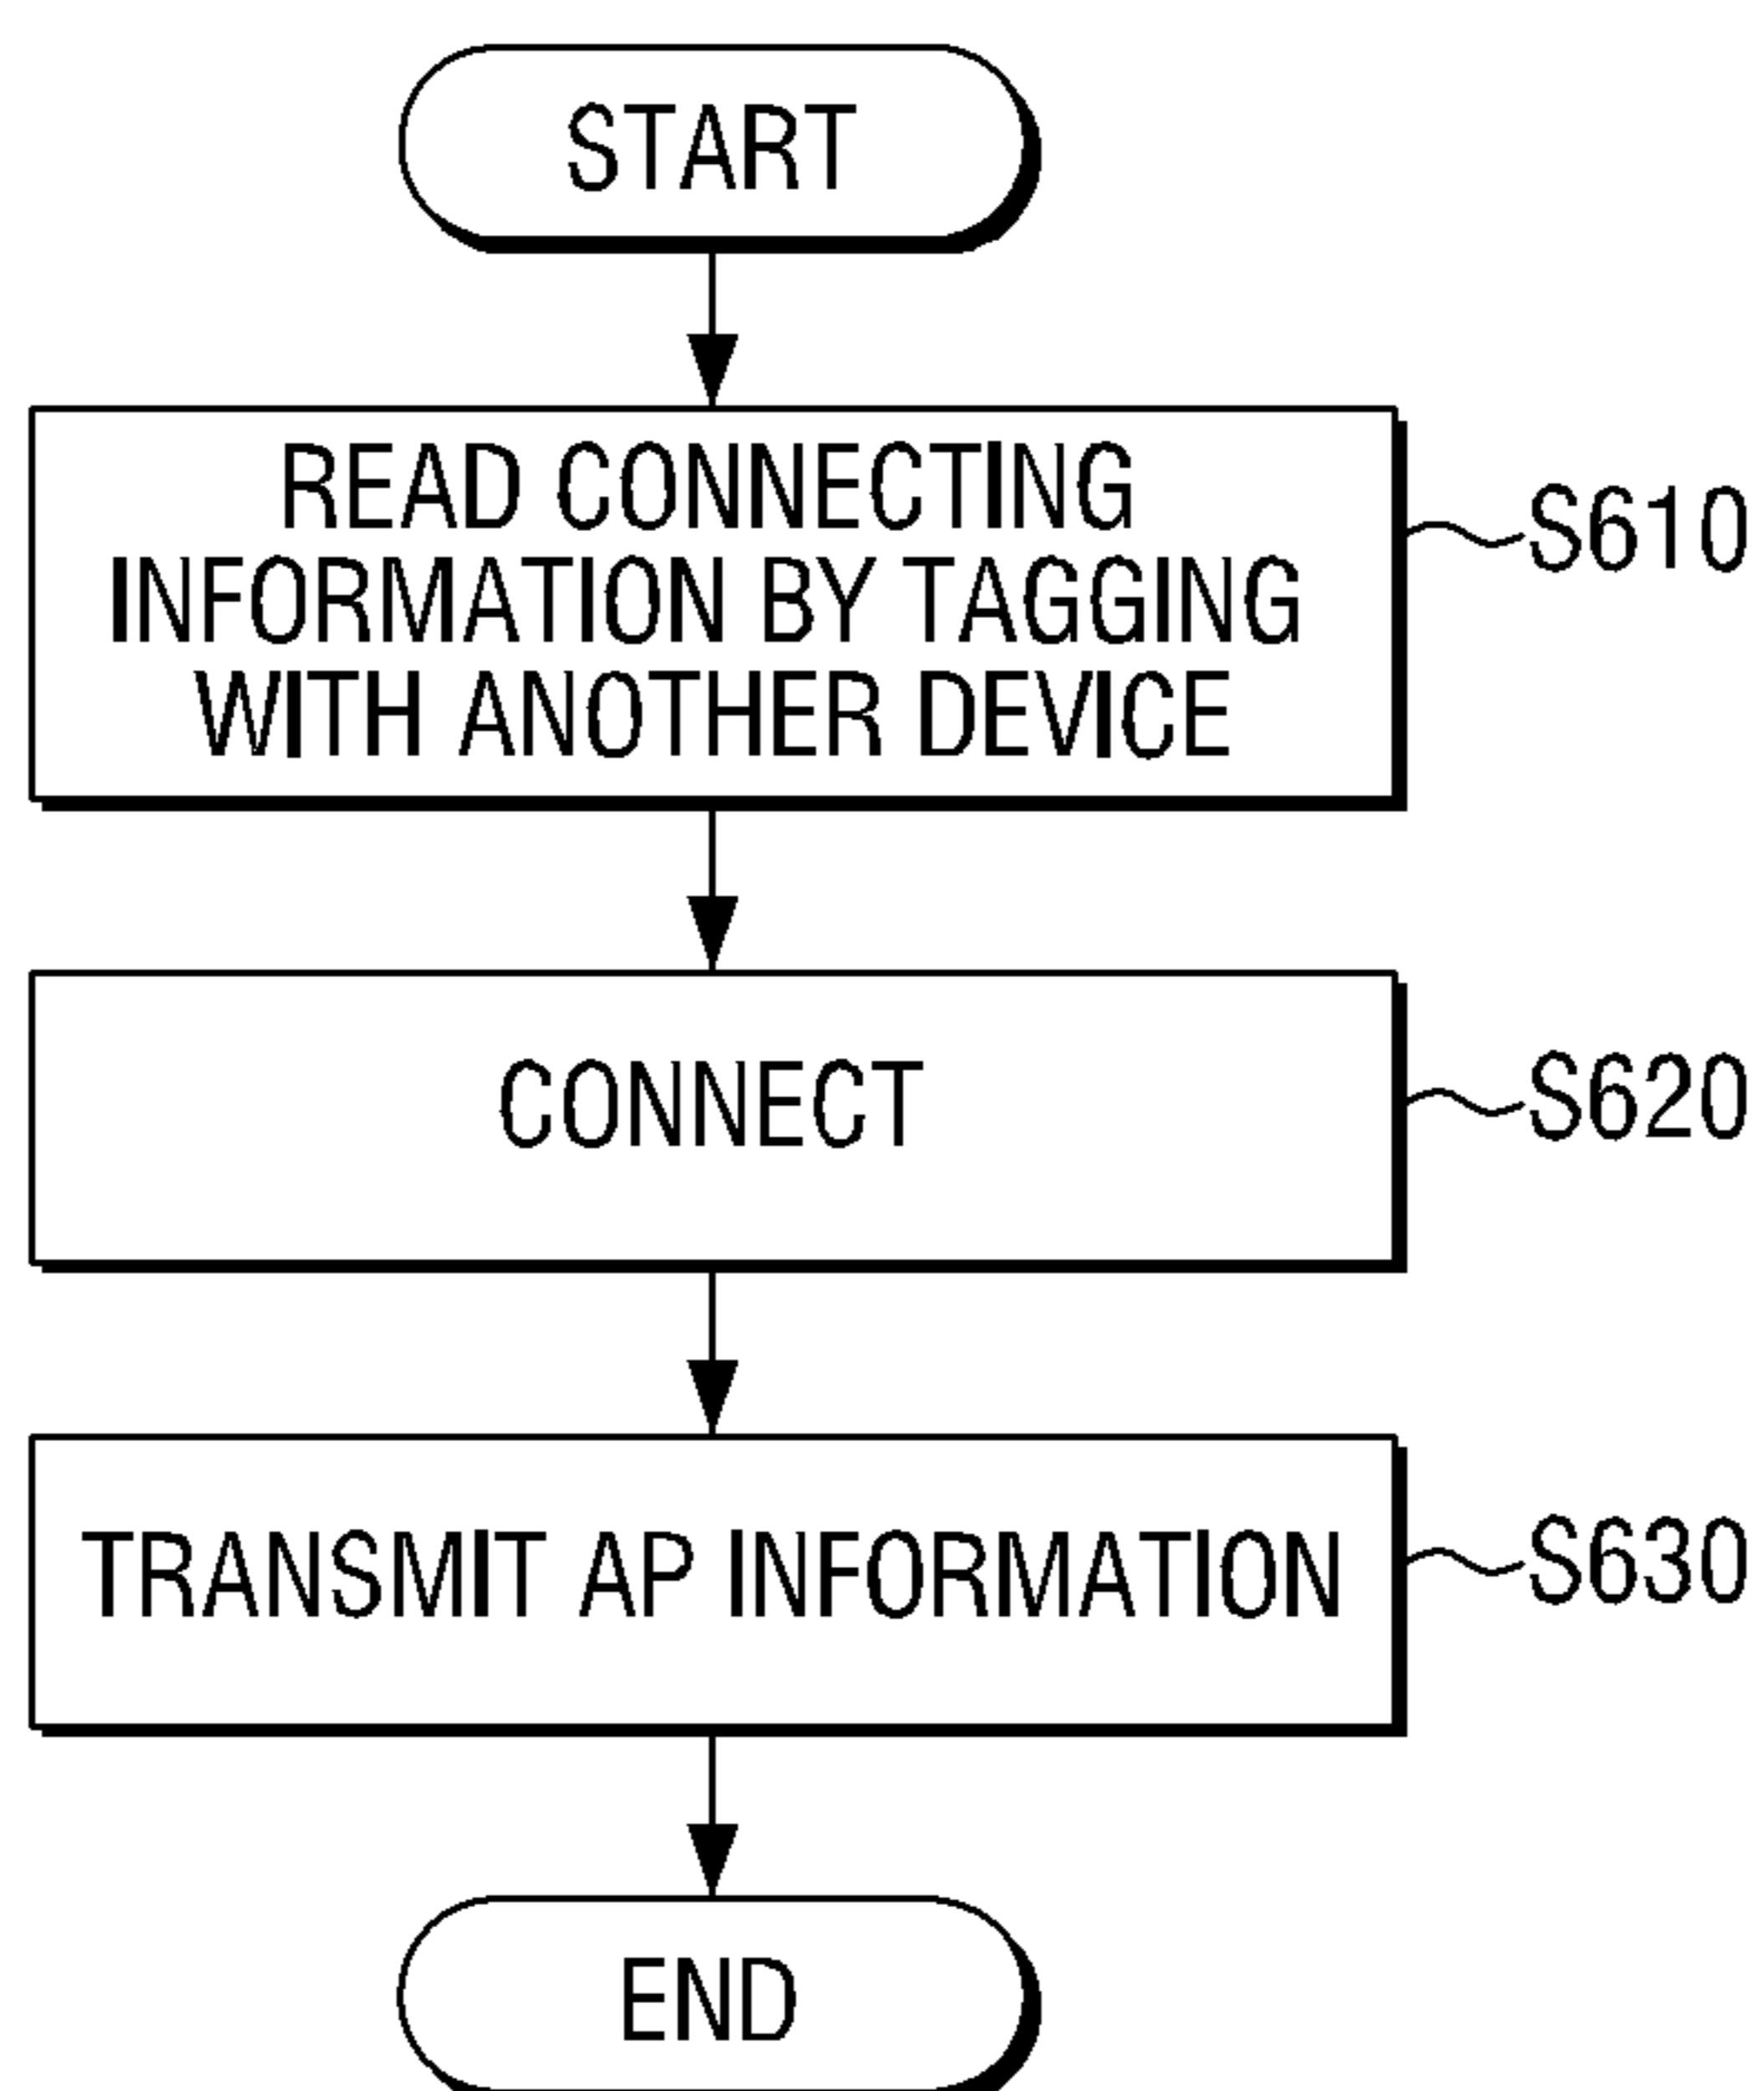 START
READ CONNECTING
INFORMATION BY TAGGING
WITH ANOTHER DEVICE
S610
CONNECT
S620
TRANSMIT AP INFORMATION
S630
END